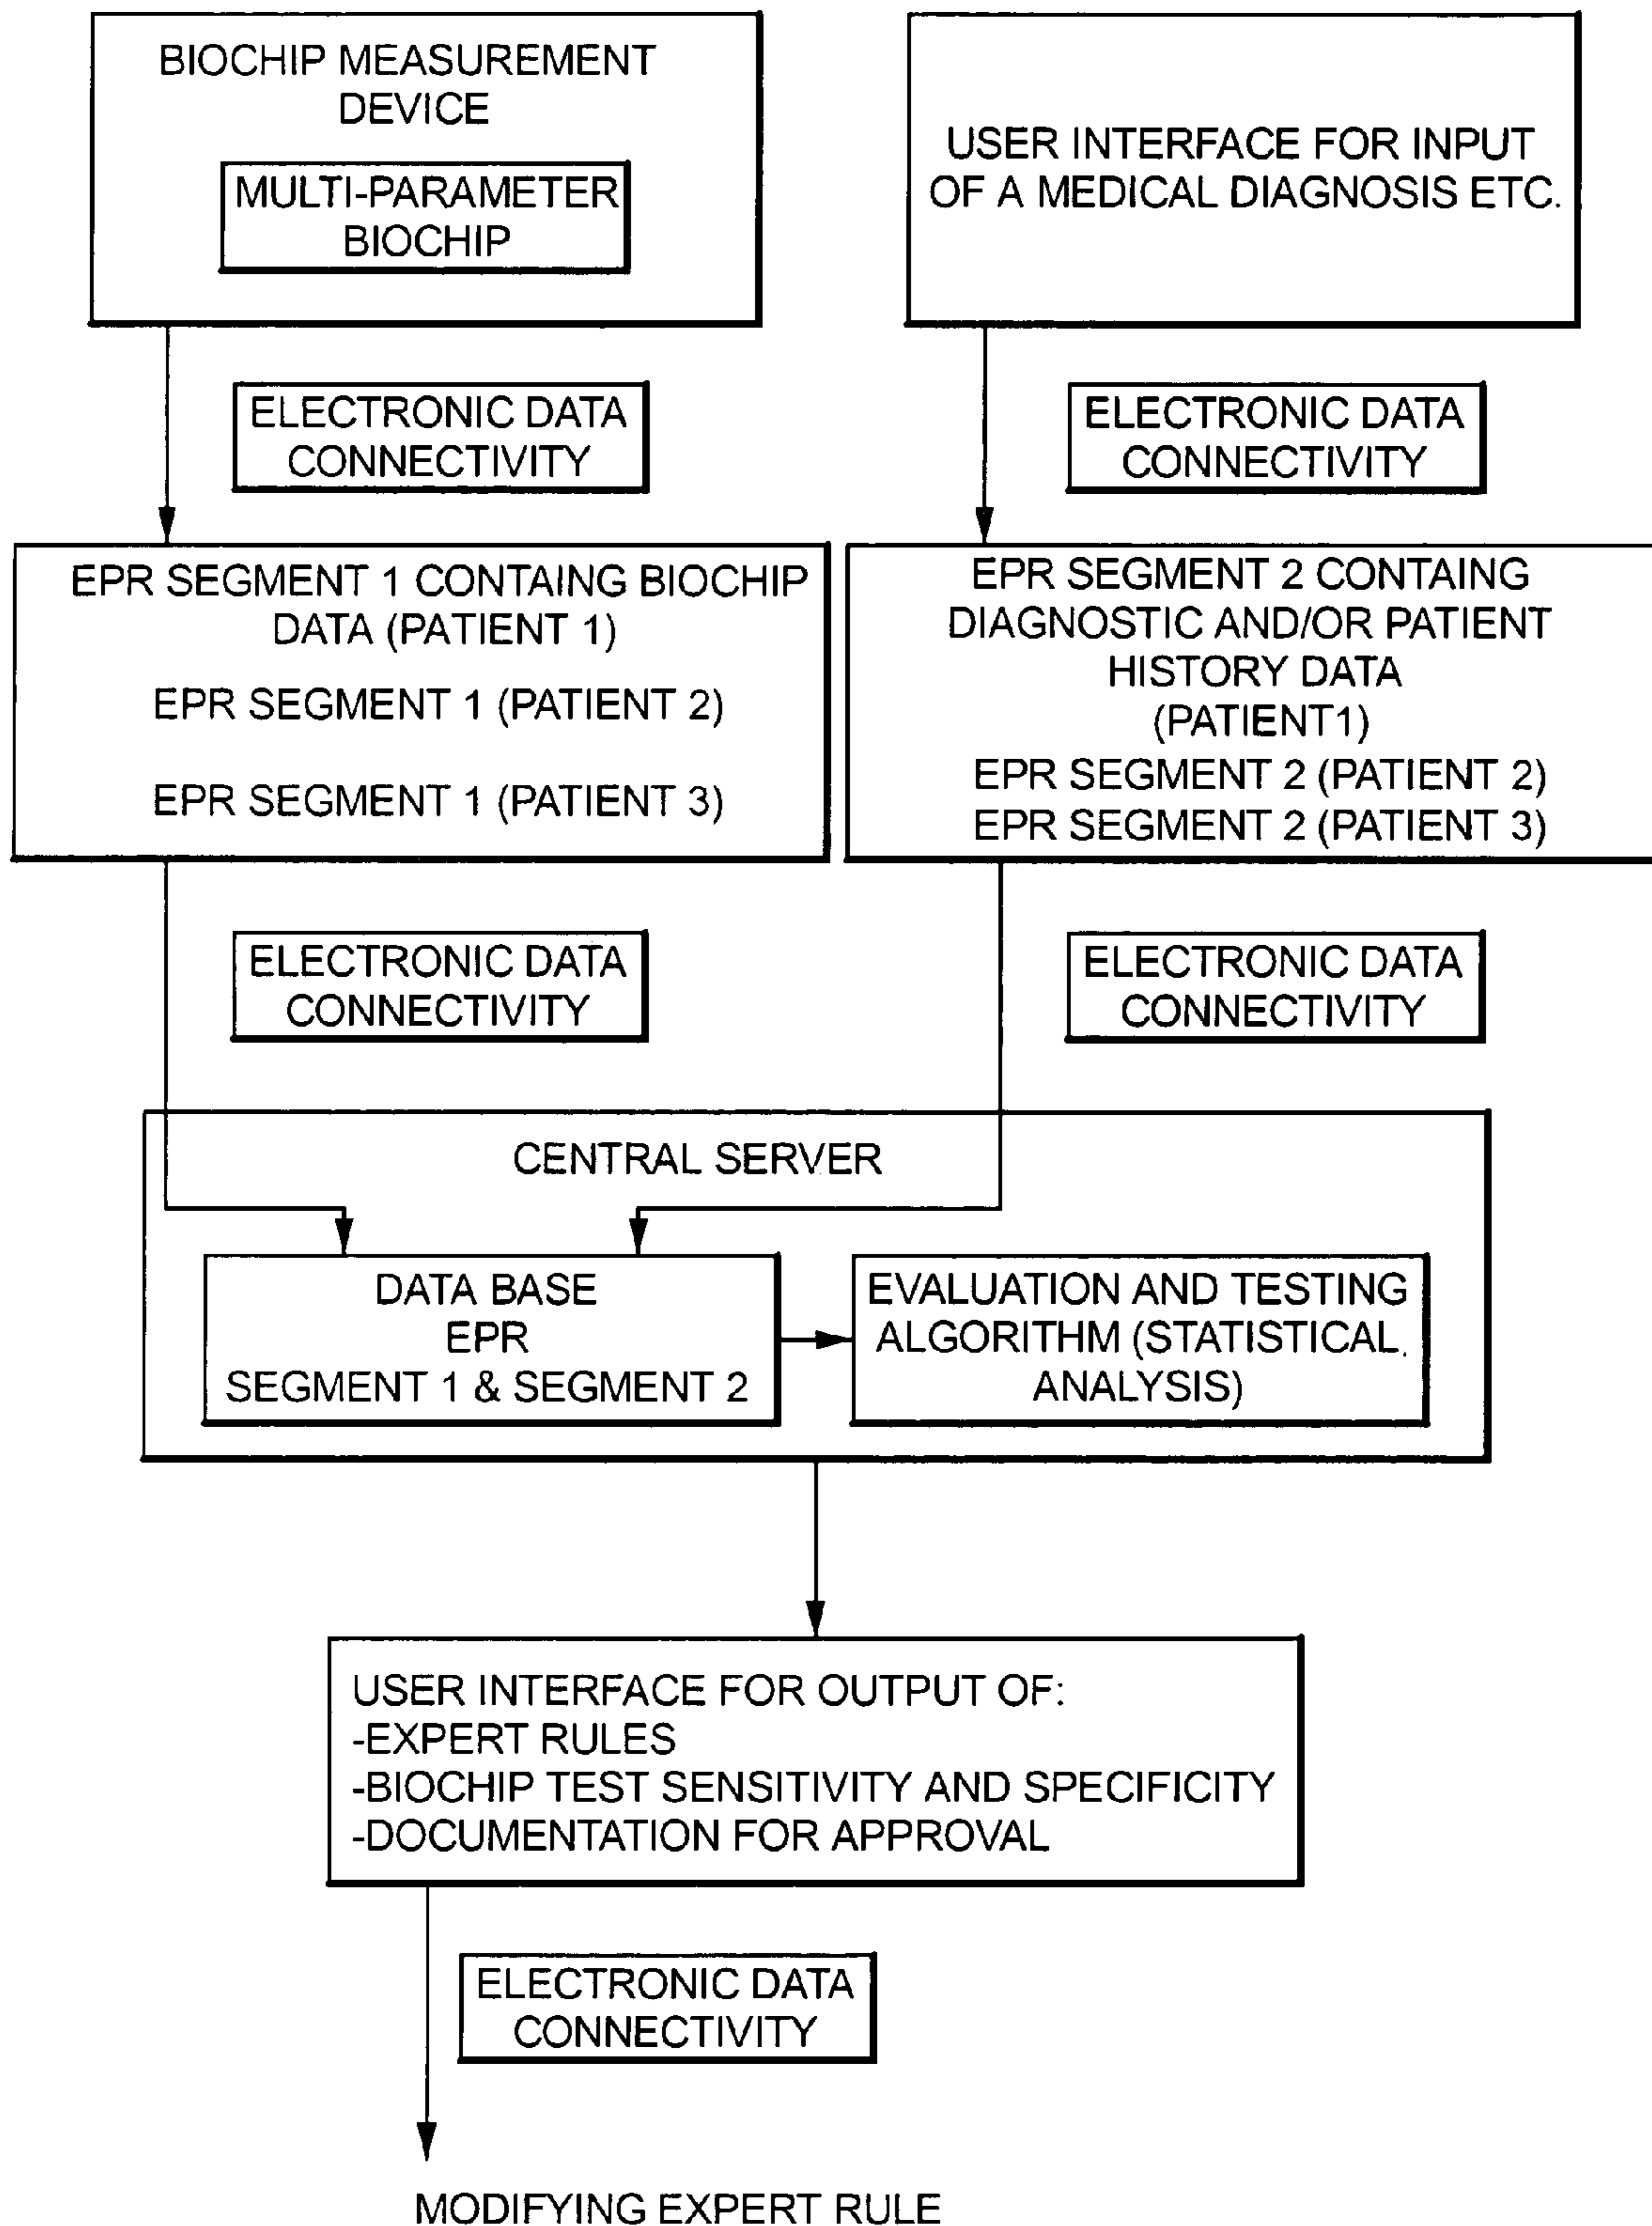 BIOCHIP MEASUREMENT
DEVICE
MULTI-PARAMETER
BIOCHIP
USER INTERFACE FOR INPUT
OF A MEDICAL DIAGNOSIS ETC.
ELECTRONIC DATA
CONNECTIVITY
ELECTRONIC DATA
CONNECTIVITY
EPR SEGMENT 1 CONTAING BIOCHIP
DATA (PATIENT 1)
EPR SEGMENT 1 (PATIENT 2)
EPR SEGMENT 1 (PATIENT 3)
EPR SEGMENT 2 CONTAING
DIAGNOSTIC AND/OR PATIENT
HISTORY DATA
(PATIENT1)
EPR SEGMENT 2 (PATIENT 2)
EPR SEGMENT 2 (PATIENT 3)
ELECTRONIC DATA
CONNECTIVITY
ELECTRONIC DATA
CONNECTIVITY
CENTRAL SERVER
DATA BASE
EPR
SEGMENT 1 & SEGMENT 2
EVALUATION AND TESTING
ALGORITHM (STATISTICAL
ANALYSIS)
USER INTERFACE FOR OUTPUT OF:
-EXPERT RULES
-BIOCHIP TEST SENSITIVITY AND SPECIFICITY
-DOCUMENTATION FOR APPROVAL
ELECTRONIC DATA
CONNECTIVITY
MODIFYING EXPERT RULE